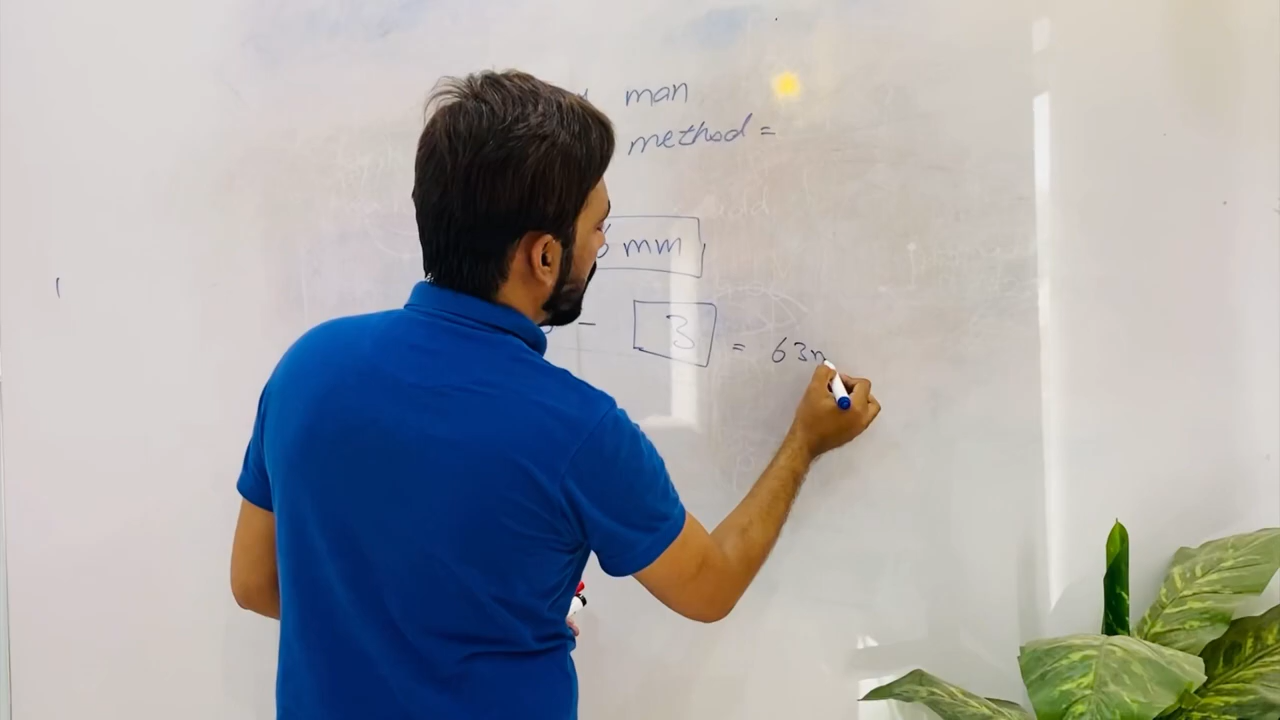 man
method =
mm
- 3 = 63m